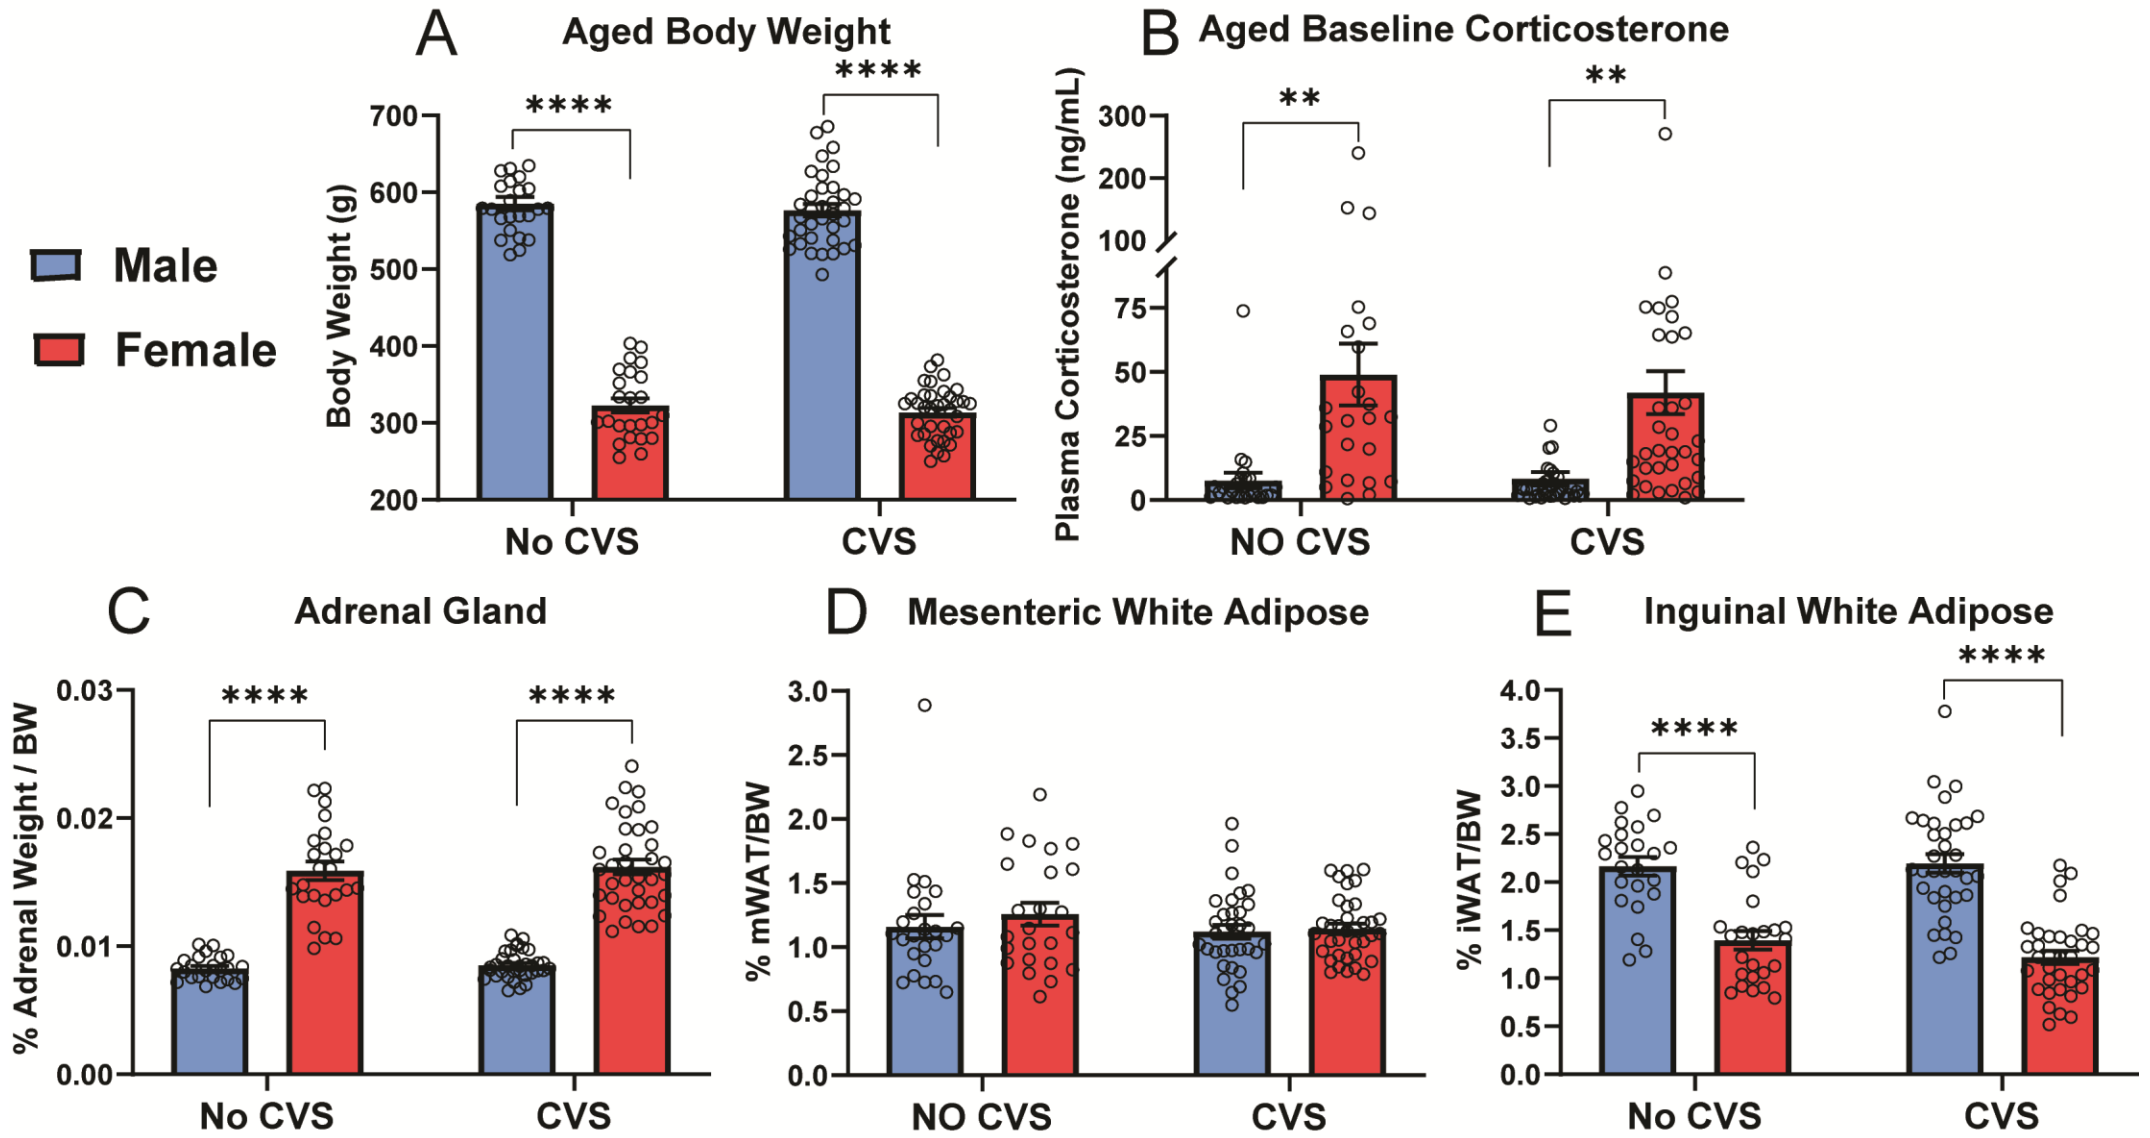 A Aged Body Weight
B Aged Baseline Corticosterone
Male
Female
Body Weight (g)
700
600
500
400
300
200
****
****
No CVS CVS
Plasma Corticosterone (ng/mL)
300
200
100
75
50
25
0
**
**
NO CVS CVS
C Adrenal Gland
D Mesenteric White Adipose
E Inguinal White Adipose
% Adrenal Weight / BW
0.03
0.02
0.01
0.00
****
****
No CVS CVS
% mWAT/BW
3.0
2.5
2.0
1.5
1.0
0.5
0.0
NO CVS CVS
% iWAT/BW
4.0
3.5
3.0
2.5
2.0
1.5
1.0
0.5
0.0
****
****
No CVS CVS